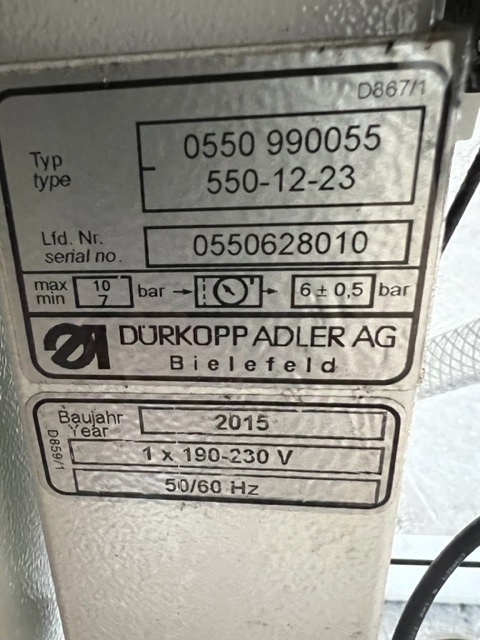 D867/1
Typ
type
0550 990055
550-12-23
Lfd. Nr.
serial no.
0550628010
max
min
10
7
bar
6 ± 0,5 bar
DÜRKOPP ADLER AG
Bielefeld
Baujahr
Year
2015
D859/1
1 x 190-230 V
50/60 Hz